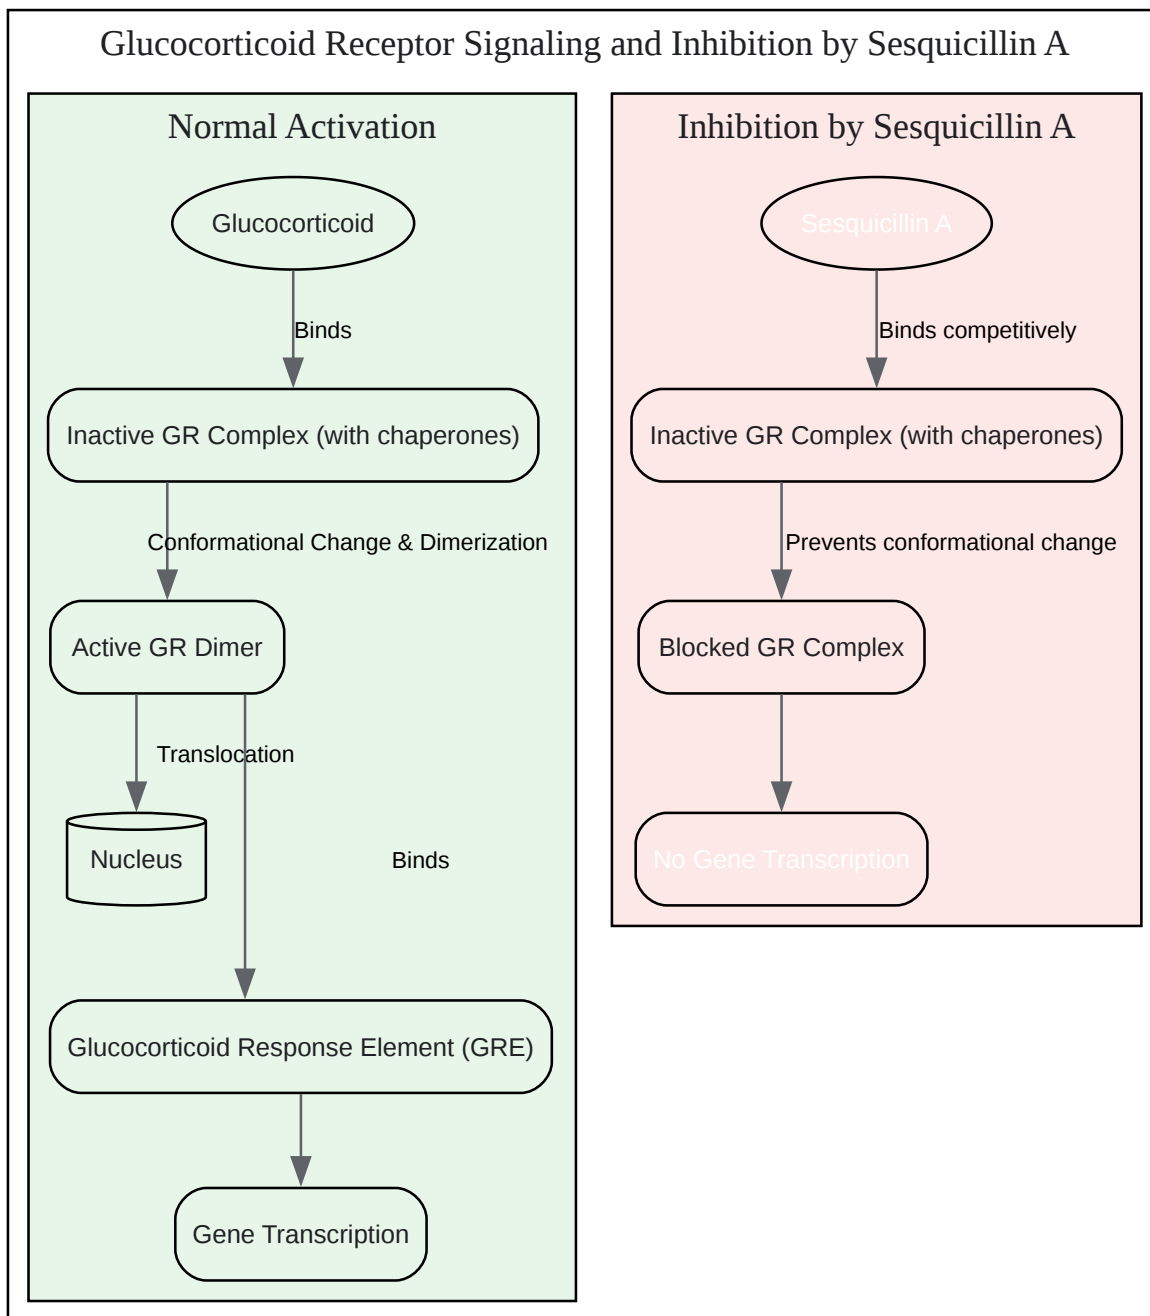 Glucocorticoid Receptor Signaling and Inhibition by Sesquicillin A
Normal Activation
Glucocorticoid
Binds
Inactive GR Complex (with chaperones)
Conformational Change & Dimerization
Active GR Dimer
Translocation
Nucleus
Binds
Glucocorticoid Response Element (GRE)
Gene Transcription
Inhibition by Sesquicillin A
Sesquicillin A
Binds competitively
Inactive GR Complex (with chaperones)
Prevents conformational change
Blocked GR Complex
No Gene Transcription